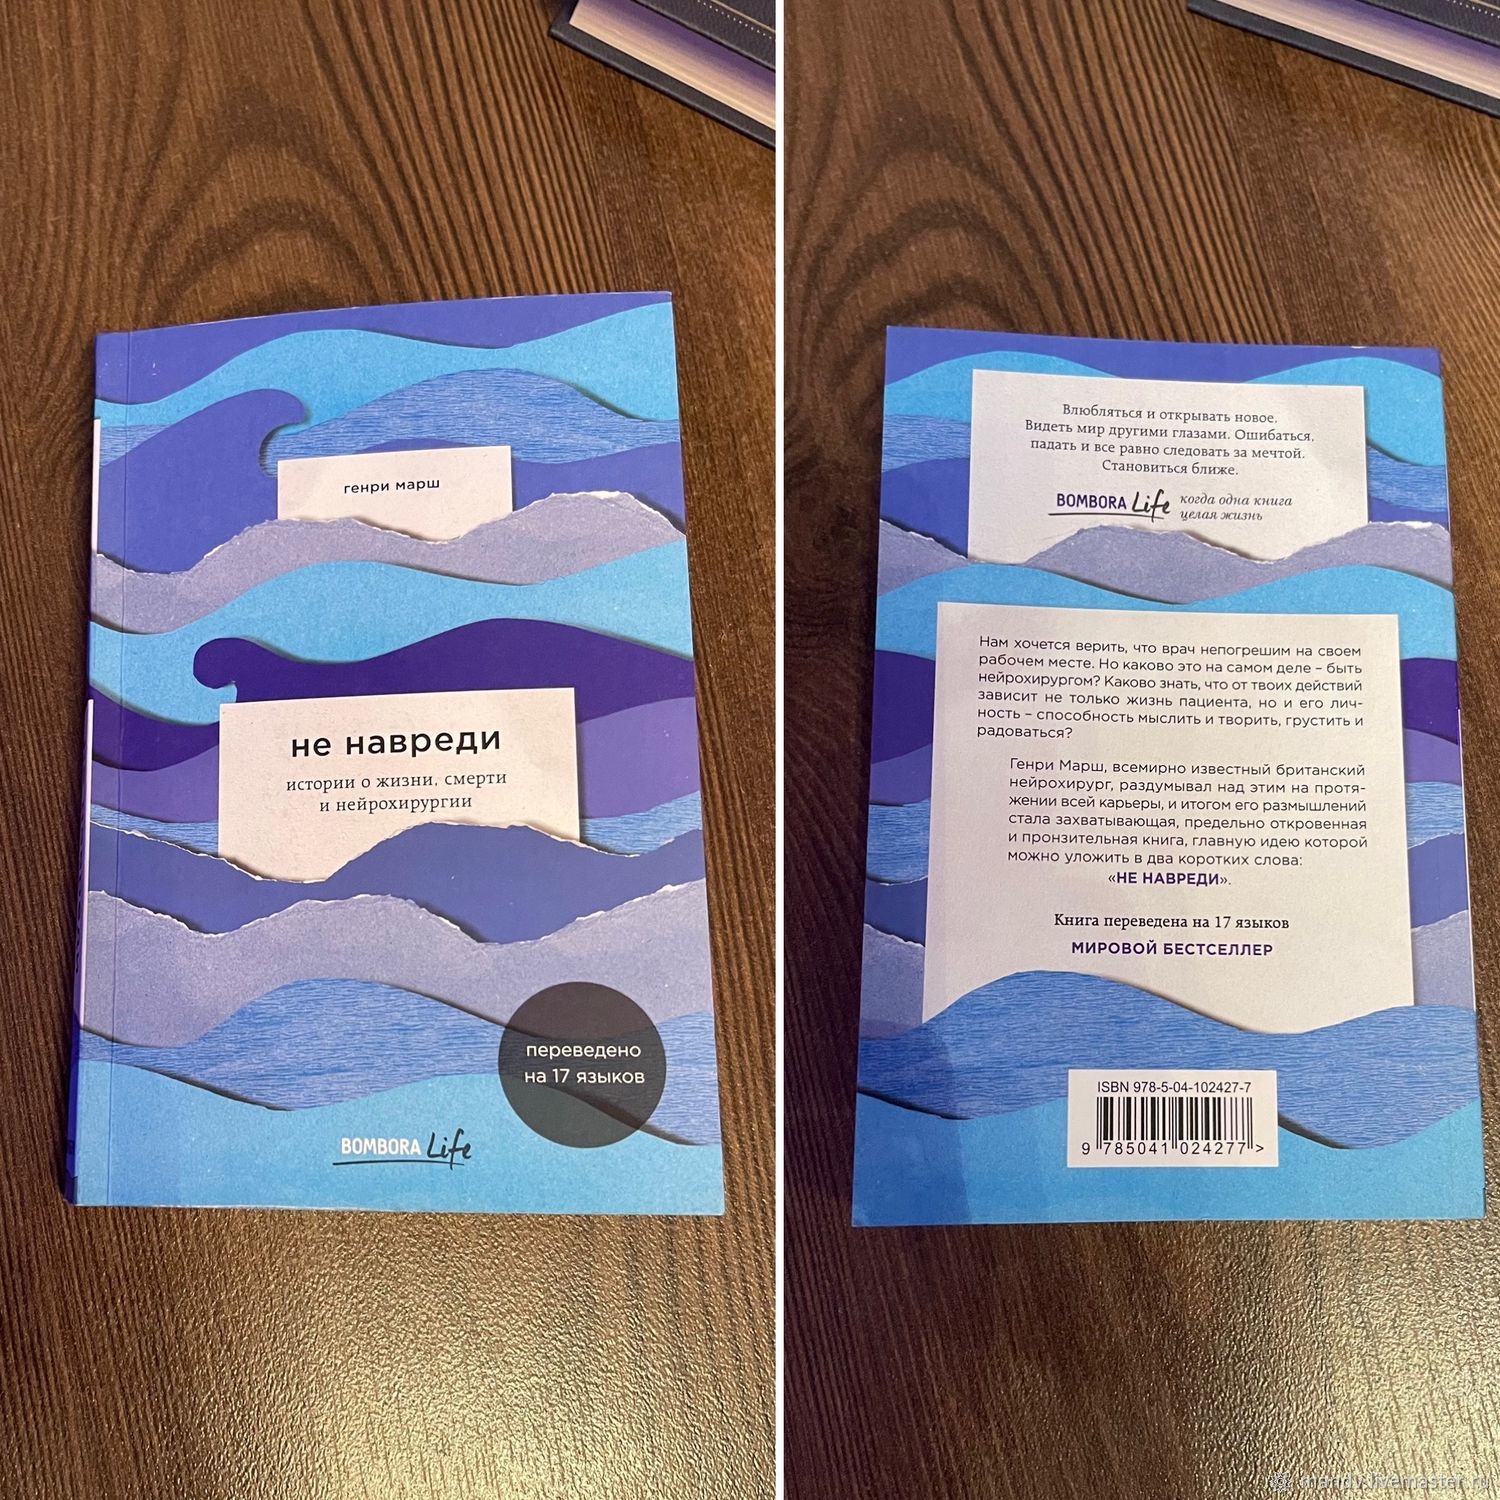 генри марш
не навреди
истории о жизни, смерти
и нейрохирургии
переведено
на 17 языков
BOMBORA Life
Влюбляться и открывать новое.
Видеть мир другими глазами. Ошибаться,
падать и все равно следовать за мечтой.
Становиться ближе.
BOMBORA Life когда одна книга
целая жизнь
Нам хочется верить, что врач непогрешим на своем
рабочем месте. Но каково это на самом деле – быть
нейрохирургом? Каково знать, что от твоих действий
зависит не только жизнь пациента, но и его лич-
ность – способность мыслить и творить, грустить и
радоваться?
Генри Марш, всемирно известный британский
нейрохирург, раздумывал над этим на протя-
жении всей карьеры, и итогом его размышлений
стала захватывающая, предельно откровенная
и пронзительная книга, главную идею которой
можно уложить в два коротких слова:
«НЕ НАВРЕДИ».
Книга переведена на 17 языков
МИРОВОЙ БЕСТСЕЛЛЕР
ISBN 978-5-04-102427-7
9 785041 024277 >
mandy.livemaster.ru